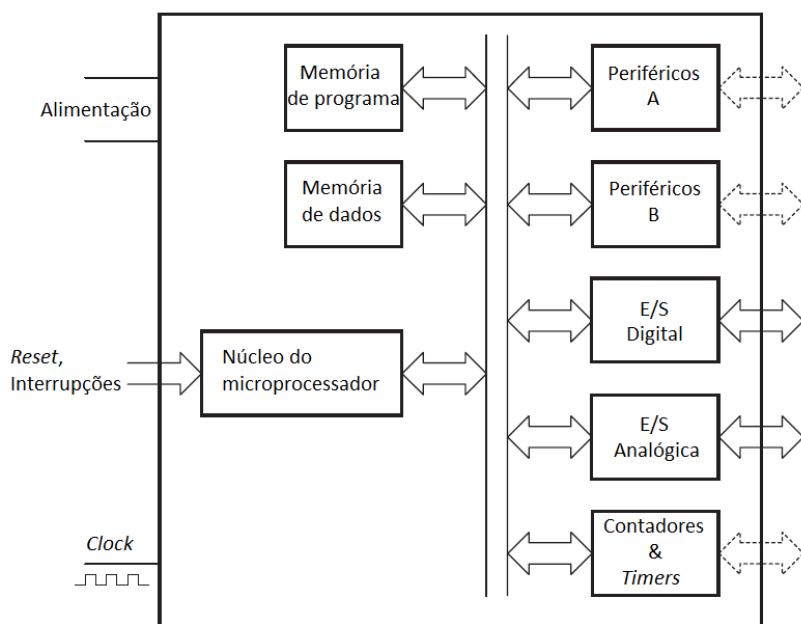 Memória
de programa
Periféricos
A
Alimentação
Memória
de dados
Periféricos
B
E/S
Digital
Reset,
Interrupções
Núcleo do
microprocessador
E/S
Analógica
Clock
Contadores
&
Timers